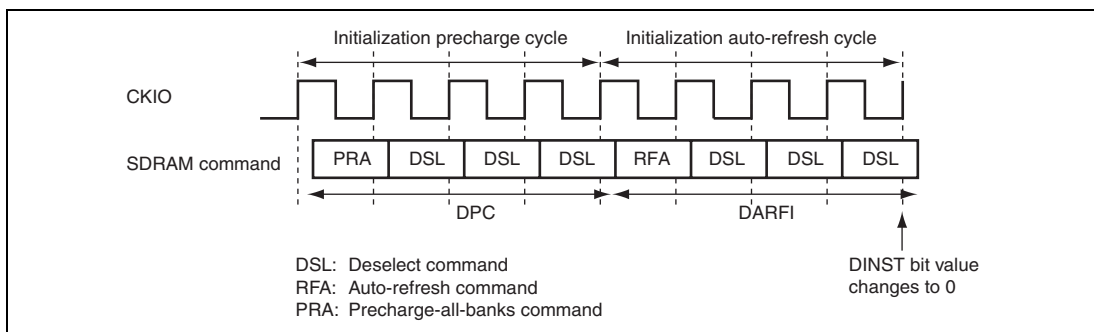 Initialization precharge cycle Initialization auto-refresh cycle
CKIO
SDRAM command PRA DSL DSL DSL RFA DSL DSL DSL
DPC DARFI
DSL: Deselect command
RFA: Auto-refresh command
PRA: Precharge-all-banks command
DINST bit value
changes to 0